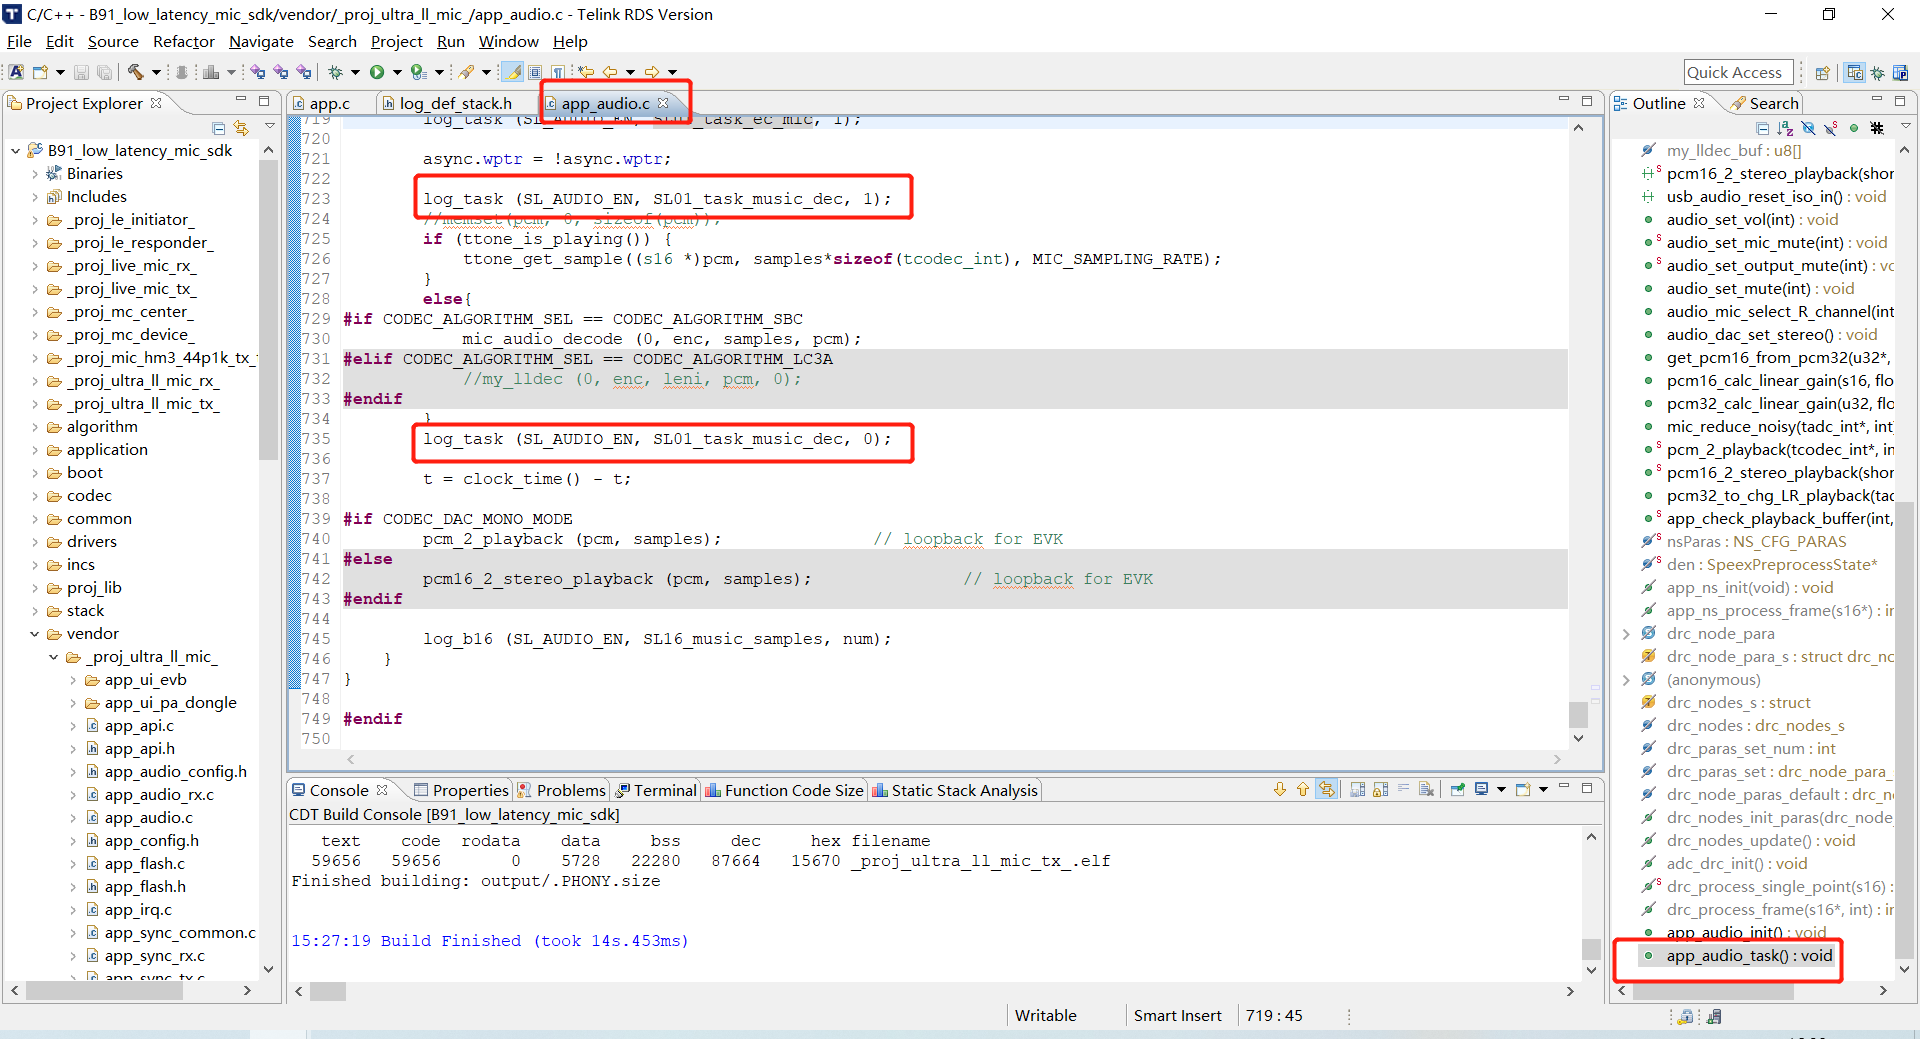 C/C++ - B91_low_latency_mic_sdk/vendor/_proj_ultra_ll_mic_/app_audio.c - Telink RDS Version
File Edit Source Refactor Navigate Search Project Run Window Help
Quick Access
Project Explorer
B91_low_latency_mic_sdk
Binaries
Includes
_proj_le_initiator_
_proj_le_responder_
_proj_live_mic_rx_
_proj_live_mic_tx_
_proj_mc_center_
_proj_mc_device_
_proj_mic_hm3_44p1k_tx_
_proj_ultra_ll_mic_rx_
_proj_ultra_ll_mic_tx_
algorithm
application
boot
codec
common
drivers
incs
proj_lib
stack
vendor
_proj_ultra_ll_mic_
app_ui_evb
app_ui_pa_dongle
app_api.c
app_api.h
app_audio_config.h
app_audio_rx.c
app_audio.c
app_config.h
app_flash.c
app_flash.h
app_irq.c
app_sync_common.c
app_sync_rx.c
app_sync_tx.c
app.c log_def_stack.h app_audio.c
719 log_task (SL_AUDIO_EN, SL01_task_ec_mic, 1);
720
721 async.wptr = !async.wptr;
722
723 log_task (SL_AUDIO_EN, SL01_task_music_dec, 1);
724 //memset(pcm, 0, sizeof(pcm));
725 if (ttone_is_playing()) {
726 ttone_get_sample((s16 *)pcm, samples*sizeof(tcodec_int), MIC_SAMPLING_RATE);
727 }
728 else{
729 #if CODEC_ALGORITHM_SEL == CODEC_ALGORITHM_SBC
730 mic_audio_decode (0, enc, samples, pcm);
731 #elif CODEC_ALGORITHM_SEL == CODEC_ALGORITHM_LC3A
732 //my_lldec (0, enc, leni, pcm, 0);
733 #endif
734 }
735 log_task (SL_AUDIO_EN, SL01_task_music_dec, 0);
736
737 t = clock_time() - t;
738
739 #if CODEC_DAC_MONO_MODE
740 pcm_2_playback (pcm, samples); // loopback for EVK
741 #else
742 pcm16_2_stereo_playback (pcm, samples); // loopback for EVK
743 #endif
744
745 log_b16 (SL_AUDIO_EN, SL16_music_samples, num);
746 }
747 }
748
749 #endif
750
Console Properties Problems Terminal Function Code Size Static Stack Analysis
CDT Build Console [B91_low_latency_mic_sdk]
text code rodata data bss dec hex filename
59656 59656 0 5728 22280 87664 15670 _proj_ultra_ll_mic_tx_.elf
Finished building: output/.PHONY.size
15:27:19 Build Finished (took 14s.453ms)
Outline Search
my_lldec_buf : u8[]
pcm16_2_stereo_playback(shor
usb_audio_reset_iso_in() : void
audio_set_vol(int) : void
audio_set_mic_mute(int) : void
audio_set_output_mute(int) : vo
audio_set_mute(int) : void
audio_mic_select_R_channel(int
audio_dac_set_stereo() : void
get_pcm16_from_pcm32(u32*,
pcm16_calc_linear_gain(s16, flo
pcm32_calc_linear_gain(u32, flo
mic_reduce_noisy(tadc_int*, int
pcm_2_playback(tcodec_int*, in
pcm16_2_stereo_playback(shor
pcm32_to_chg_LR_playback(tad
app_check_playback_buffer(int,
nsParas : NS_CFG_PARAS
den : SpeexPreprocessState*
app_ns_init(void) : void
app_ns_process_frame(s16*) : in
drc_node_para
drc_node_para_s : struct drc_no
(anonymous)
drc_nodes_s : struct
drc_nodes : drc_nodes_s
drc_paras_set_num : int
drc_paras_set : drc_node_para_
drc_node_paras_default : drc_n
drc_nodes_init_paras(drc_node_
drc_nodes_update() : void
adc_drc_init() : void
drc_process_single_point(s16) :
drc_process_frame(s16*, int) : in
app_audio_init() : void
app_audio_task() : void
Writable Smart Insert 719 : 45